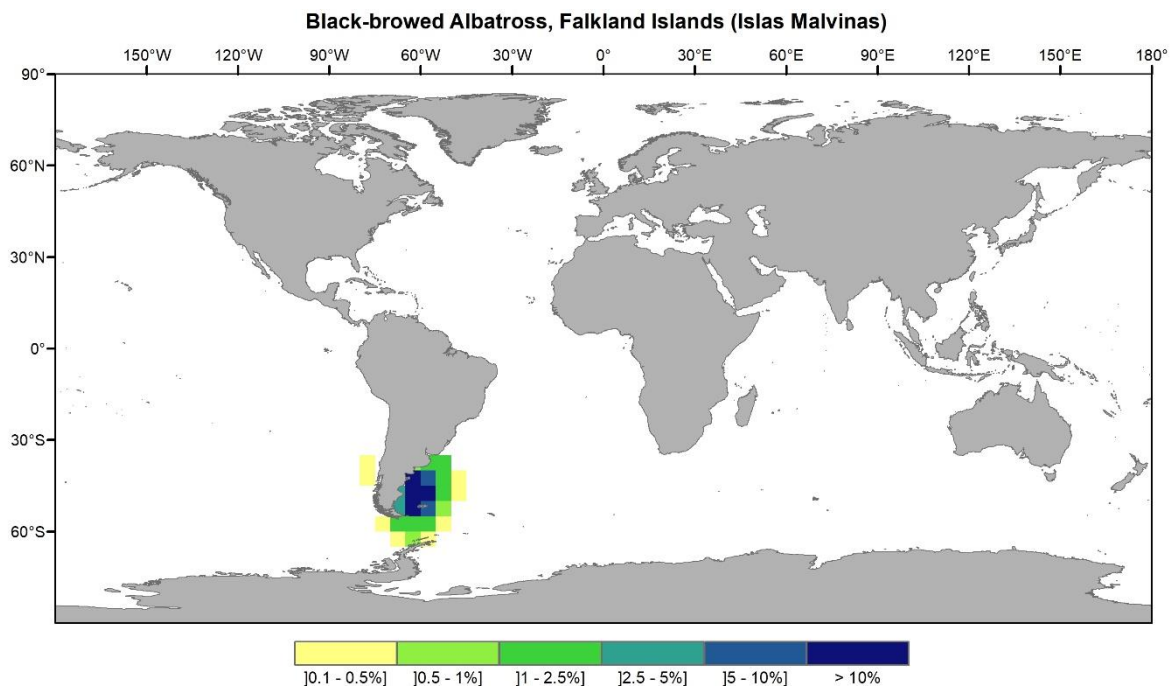 Black-browed Albatross, Falkland Islands (Islas Malvinas)
150°W 120°W 90°W 60°W 30°W 0° 30°E 60°E 90°E 120°E 150°E 180°
90°
60°N
30°N
0°
30°S
60°S
]0.1 - 0.5%] ]0.5 - 1%] ]1 - 2.5%] ]2.5 - 5%] ]5 - 10%] > 10%